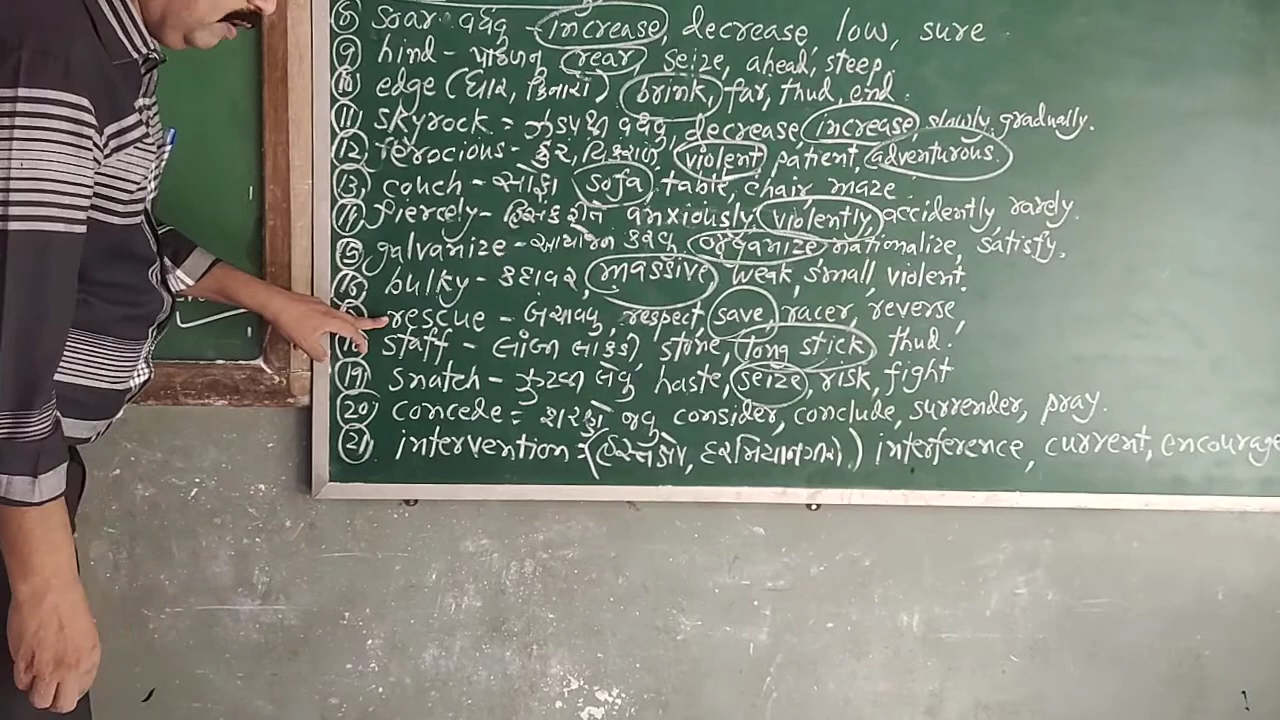 ⑧ soar વધવુ - increase, decrease, low, sure
⑨ hind - પાછળનુ rear, seize, ahead, steep.
⑩ edge (ધાર, કિનારો) brink, far, thud, end.
⑪ skyrock = ઝડપથી વધવુ, decrease, increase, slowly, gradually.
⑫ ferocious - ક્રુર, વિકરાળ violent, patient, adventurous.
⑬ couch - સોફા sofa, table, chair, maze
⑭ fiercely - હિંસક રીતે anxiously, violently, accidently, rarely.
⑮ galvanize - આયોજન કરવુ organize nationalize, satisfy.
⑯ bulky - કદાવર, massive, weak, small, violent.
rescue - બચાવવુ, respect, save, racer, reverse,
staff - લાંબી લાકડી, stone, long stick, thud.
⑲ snatch - ઝુટવી લેવુ haste, seize, risk, fight
⑳ concede = શરણે જવુ consider, conclude, surrender, pray.
㉑ intervention = (હસ્તક્ષેપ, દરમિયાનગીરી) interference, current, encourage